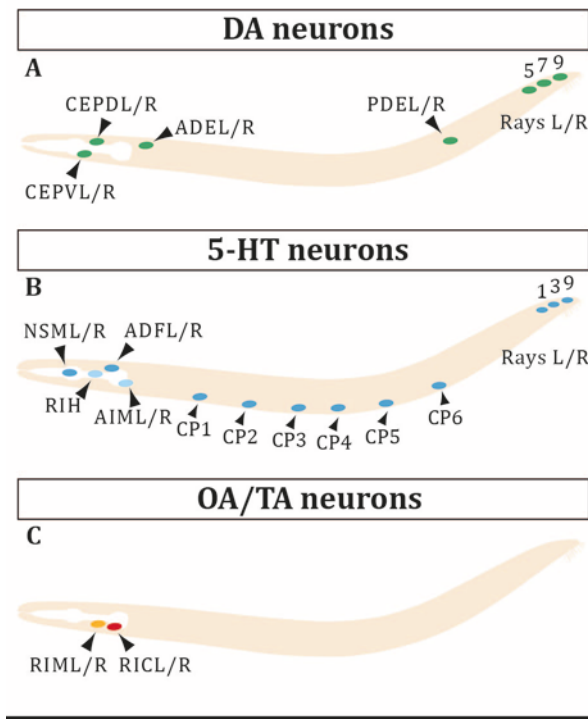 DA neurons
A
5 7 9
CEPDL/R
ADEL/R
PDEL/R
Rays L/R
CEPVL/R
5-HT neurons
B
1 3 9
NSML/R
ADFL/R
Rays L/R
RIH
AIML/R
CP1
CP2
CP3
CP4
CP5
CP6
OA/TA neurons
C
RIML/R
RICL/R